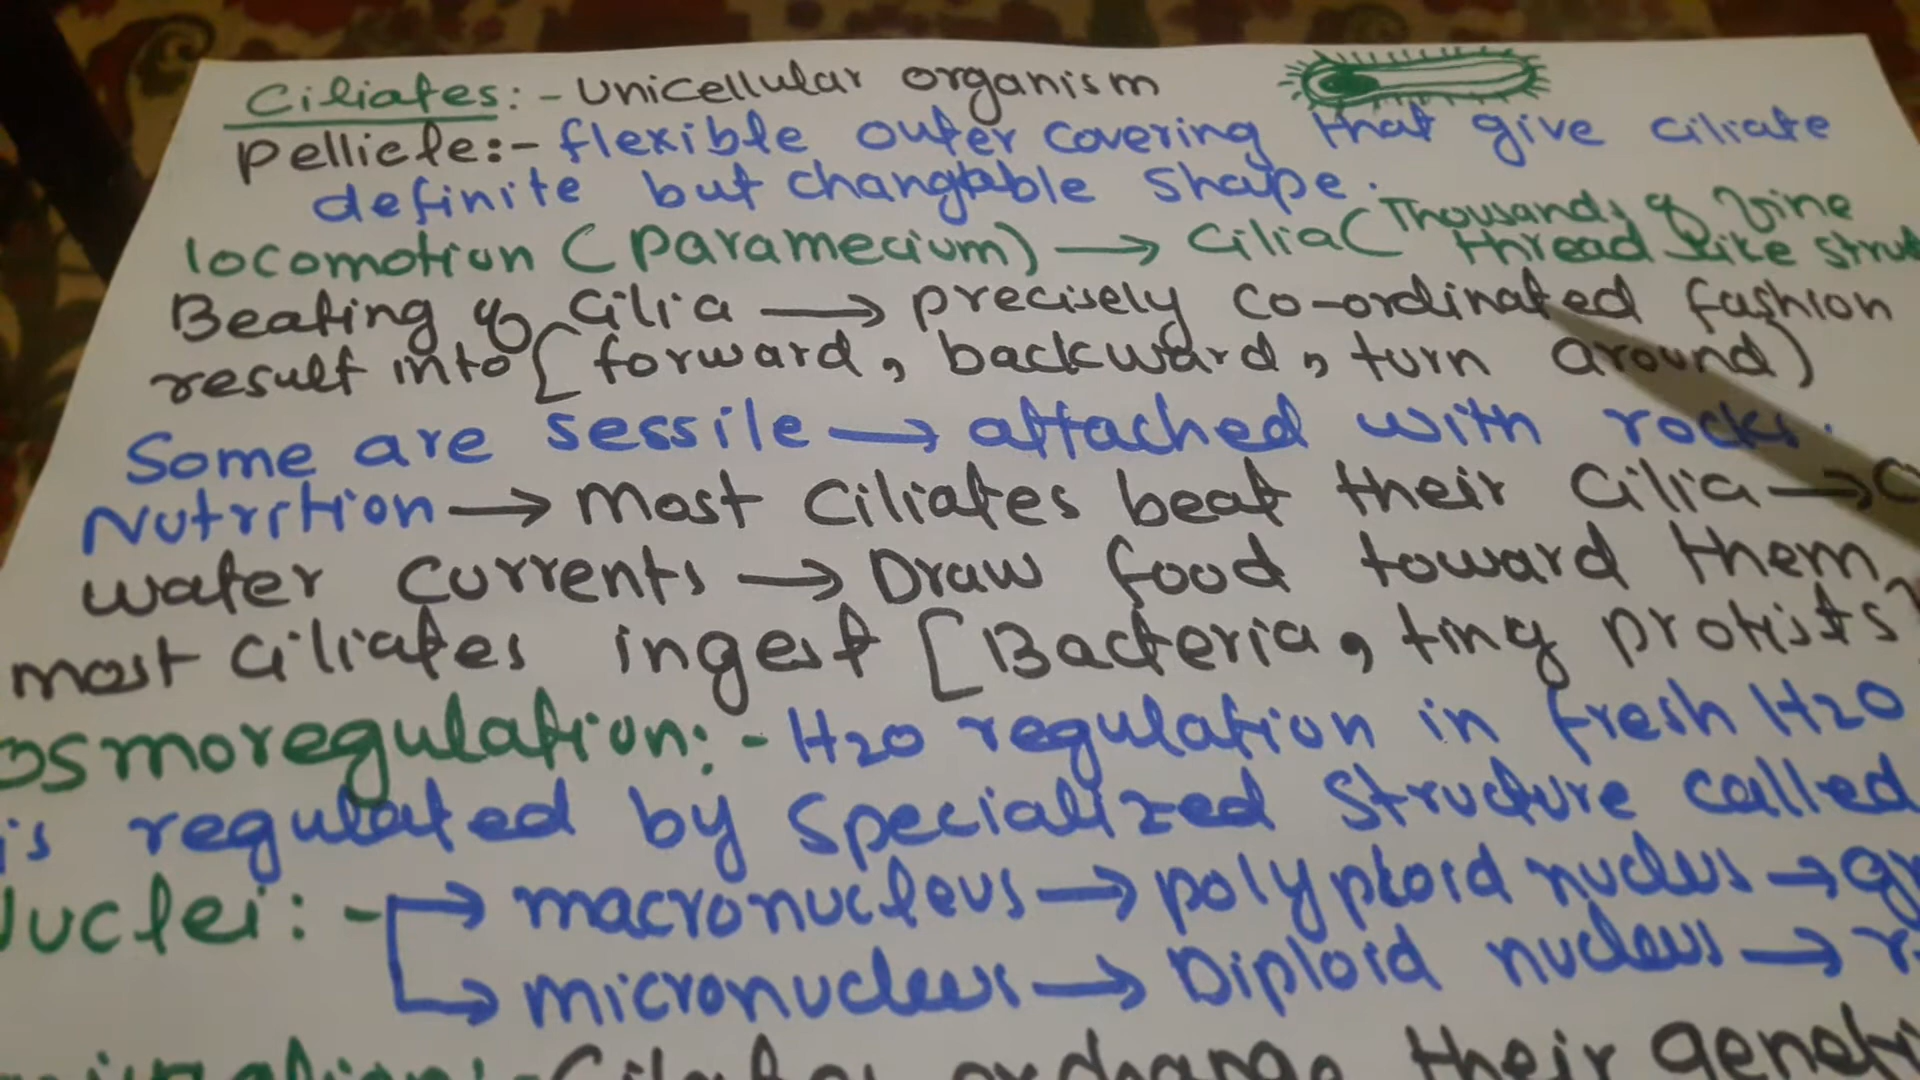 Ciliates:- Unicellular organism
Pellicle:- flexible outer covering that give ciliate
definite but changable shape.
locomotion (Paramecium) → Cilia( Thousands of fine
thread like
Beating of Cilia → precisely co-ordinated fashion
result into [forward, backward, turn around)
Some are sessile → attached with rocks.
Nutrition → Most Ciliates beat their Cilia →
water currents → Draw food toward them,
most Ciliates ingest [Bacteria, tiny protists]
osmoregulation:- H2O regulation in fresh H2O
is regulated by Specialized Structure called
Nuclei:- → macronucleus → polyploid nucleus →
→ micronucleus → Diploid nucleus →
exchange their